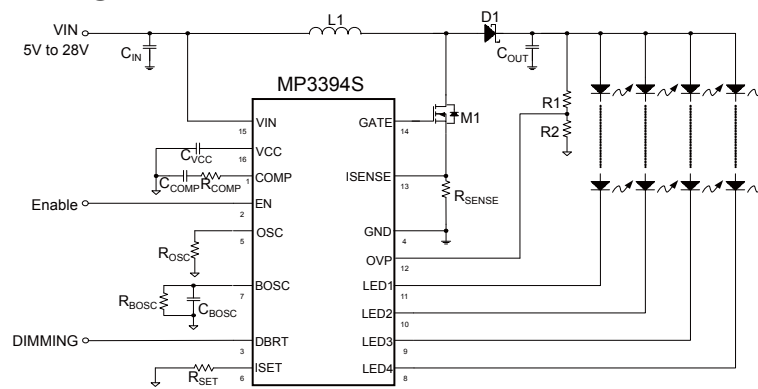 VIN
5V to 28V
CIN
L1
D1
COUT
MP3394S
R1
R2
M1
VIN
15
GATE
14
CVCC
VCC
16
CCOMP
RCOMP
COMP
1
ISENSE
13
RSENSE
Enable
EN
2
OSC
5
ROSC
GND
4
OVP
12
RBOSC
CBOSC
BOSC
7
LED1
11
LED2
10
DIMMING
DBRT
3
LED3
9
RSET
ISET
6
LED4
8